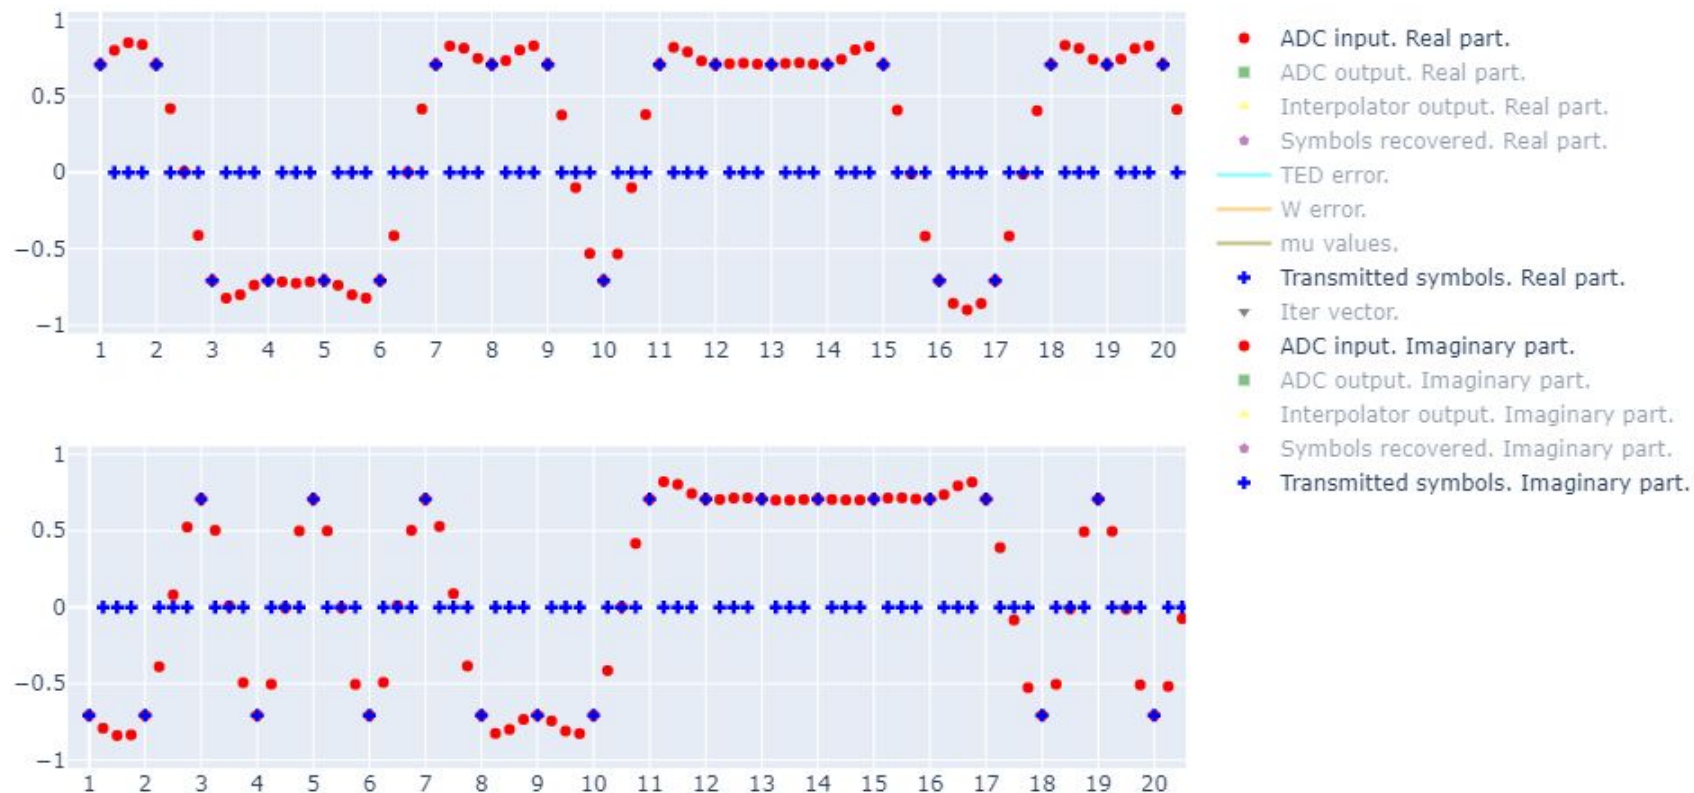 1
0.5
0
−0.5
−1
1 2 3 4 5 6 7 8 9 10 11 12 13 14 15 16 17 18 19 20
ADC input. Real part.
ADC output. Real part.
Interpolator output. Real part.
Symbols recovered. Real part.
TED error.
W error.
mu values.
Transmitted symbols. Real part.
Iter vector.
ADC input. Imaginary part.
ADC output. Imaginary part.
Interpolator output. Imaginary part.
Symbols recovered. Imaginary part.
Transmitted symbols. Imaginary part.
1
0.5
0
−0.5
−1
1 2 3 4 5 6 7 8 9 10 11 12 13 14 15 16 17 18 19 20